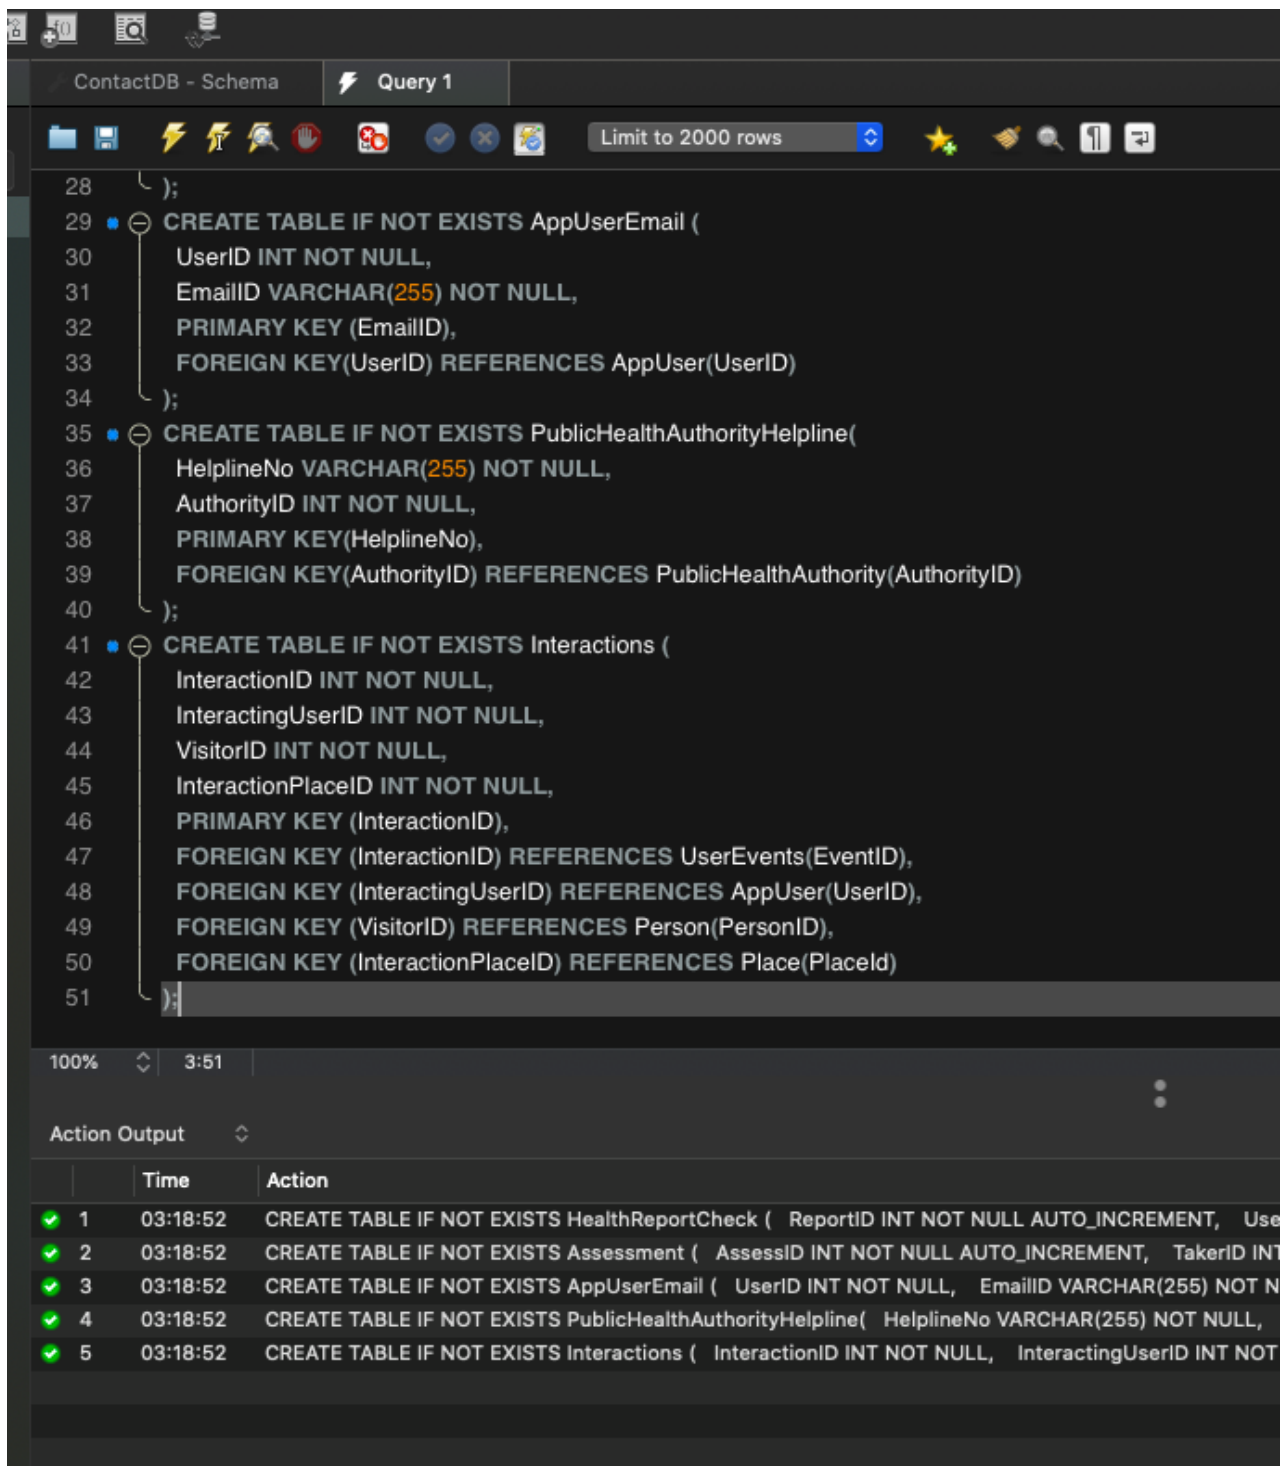 ContactDB - Schema
Query 1
Limit to 2000 rows
28 );
29 CREATE TABLE IF NOT EXISTS AppUserEmail (
30 UserID INT NOT NULL,
31 EmailID VARCHAR(255) NOT NULL,
32 PRIMARY KEY (EmailID),
33 FOREIGN KEY(UserID) REFERENCES AppUser(UserID)
34 );
35 CREATE TABLE IF NOT EXISTS PublicHealthAuthorityHelpline(
36 HelplineNo VARCHAR(255) NOT NULL,
37 AuthorityID INT NOT NULL,
38 PRIMARY KEY(HelplineNo),
39 FOREIGN KEY(AuthorityID) REFERENCES PublicHealthAuthority(AuthorityID)
40 );
41 CREATE TABLE IF NOT EXISTS Interactions (
42 InteractionID INT NOT NULL,
43 InteractingUserID INT NOT NULL,
44 VisitorID INT NOT NULL,
45 InteractionPlaceID INT NOT NULL,
46 PRIMARY KEY (InteractionID),
47 FOREIGN KEY (InteractionID) REFERENCES UserEvents(EventID),
48 FOREIGN KEY (InteractingUserID) REFERENCES AppUser(UserID),
49 FOREIGN KEY (VisitorID) REFERENCES Person(PersonID),
50 FOREIGN KEY (InteractionPlaceID) REFERENCES Place(PlaceId)
51 );
100% 3:51
Action Output
Time Action
1 03:18:52 CREATE TABLE IF NOT EXISTS HealthReportCheck ( ReportID INT NOT NULL AUTO_INCREMENT, Use
2 03:18:52 CREATE TABLE IF NOT EXISTS Assessment ( AssessID INT NOT NULL AUTO_INCREMENT, TakerID INT
3 03:18:52 CREATE TABLE IF NOT EXISTS AppUserEmail ( UserID INT NOT NULL, EmailID VARCHAR(255) NOT N
4 03:18:52 CREATE TABLE IF NOT EXISTS PublicHealthAuthorityHelpline( HelplineNo VARCHAR(255) NOT NULL,
5 03:18:52 CREATE TABLE IF NOT EXISTS Interactions ( InteractionID INT NOT NULL, InteractingUserID INT NOT